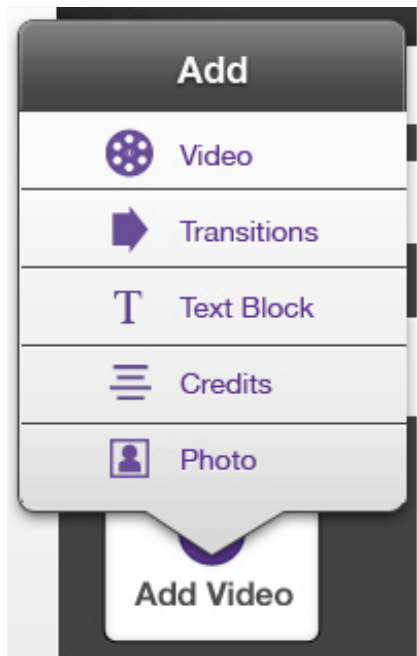 Add
Video
Transitions
Text Block
Credits
Photo
Add Video